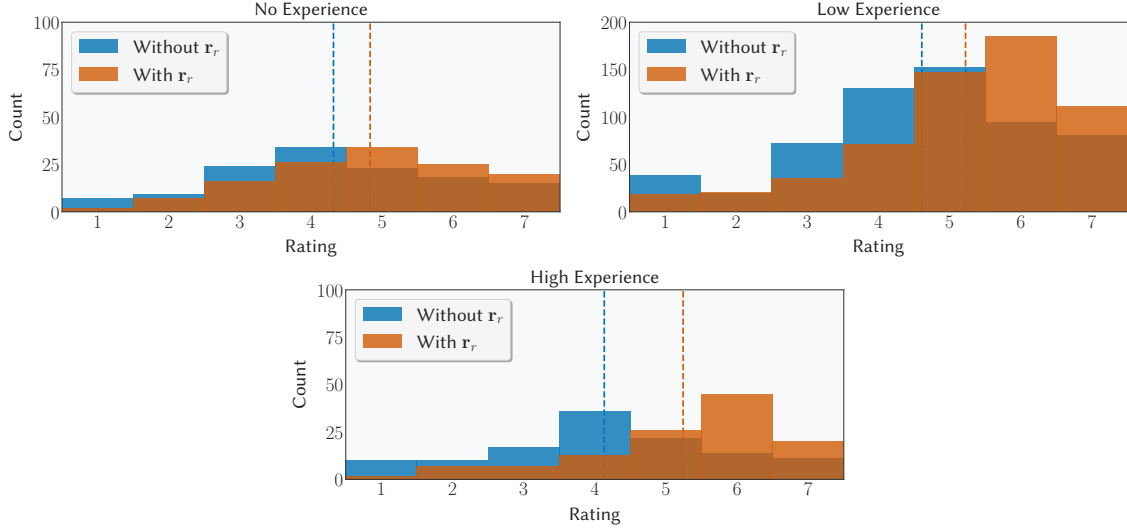 No Experience
100
75
50
25
0
Count
Without r_r
With r_r
1 2 3 4 5 6 7
Rating
Low Experience
200
150
100
50
0
Count
Without r_r
With r_r
1 2 3 4 5 6 7
Rating
High Experience
100
75
50
25
0
Count
Without r_r
With r_r
1 2 3 4 5 6 7
Rating